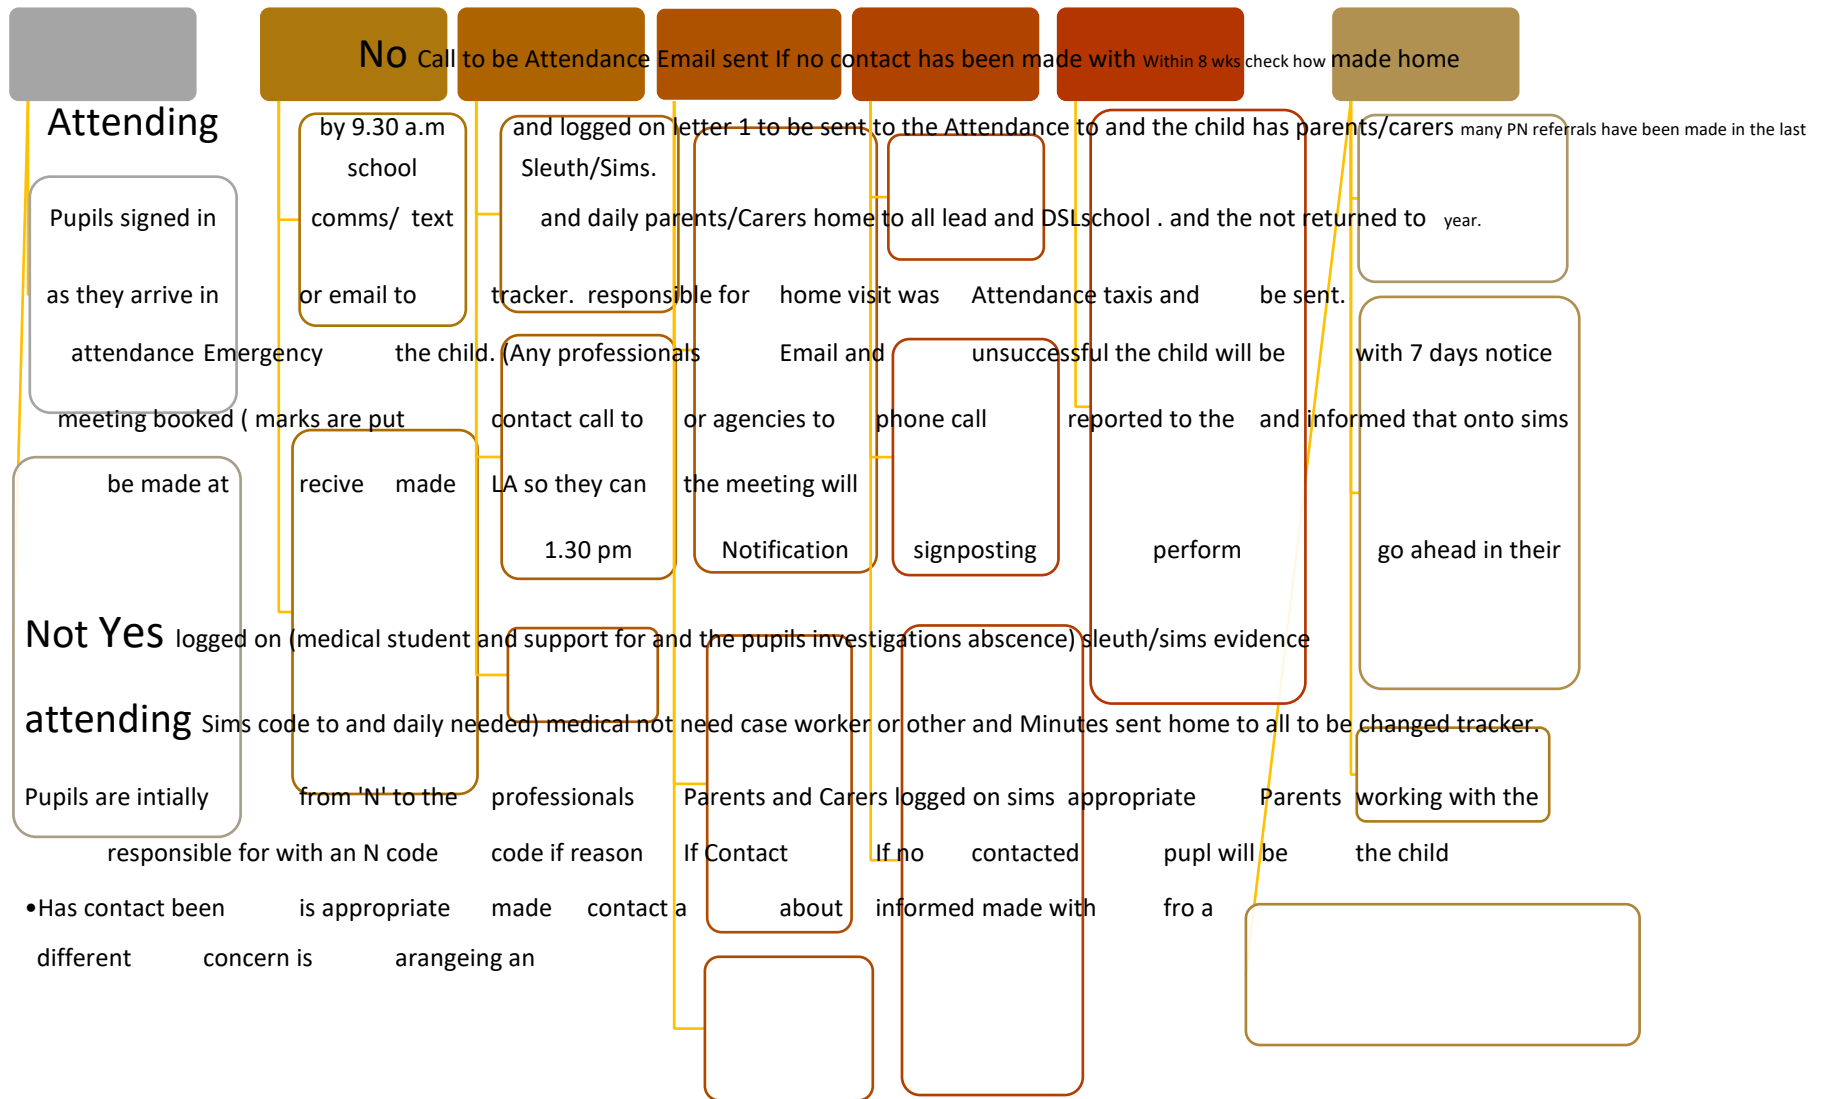 No Call to be Attendance Email sent If no contact has been made with Within 8 wks check how made home
Attending by 9.30 a.m and logged on letter 1 to be sent to the Attendance to and the child has parents/carers many PN referrals have been made in the last
school Sleuth/Sims.
Pupils signed in comms/ text and daily parents/Carers home to all lead and DSLschool . and the not returned to year.
as they arrive in or email to tracker. responsible for home visit was Attendance taxis and be sent.
attendance Emergency the child. (Any professionals Email and unsuccessful the child will be with 7 days notice
meeting booked ( marks are put contact call to or agencies to phone call reported to the and informed that onto sims
be made at recive made LA so they can the meeting will
1.30 pm Notification signposting perform go ahead in their
Not Yes logged on (medical student and support for and the pupils investigations abscence) sleuth/sims evidence
attending Sims code to and daily needed) medical not need case worker or other and Minutes sent home to all to be changed tracker.
Pupils are intially from 'N' to the professionals Parents and Carers logged on sims appropriate Parents working with the
responsible for with an N code code if reason If Contact If no contacted pupl will be the child
•Has contact been is appropriate made contact a about informed made with fro a
different concern is arangeing an